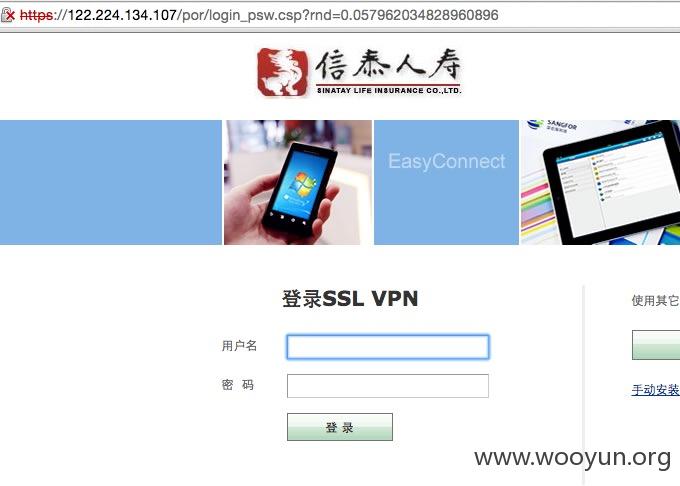 https://122.224.134.107/por/login_psw.csp?rnd=0.057962034828960896
信泰人寿
SINATAY LIFE INSURANCE CO.,LTD.
EasyConnect
SANGFOR
登录SSL VPN
使用其它
用户名
密 码
手动安装
登 录
www.wooyun.org